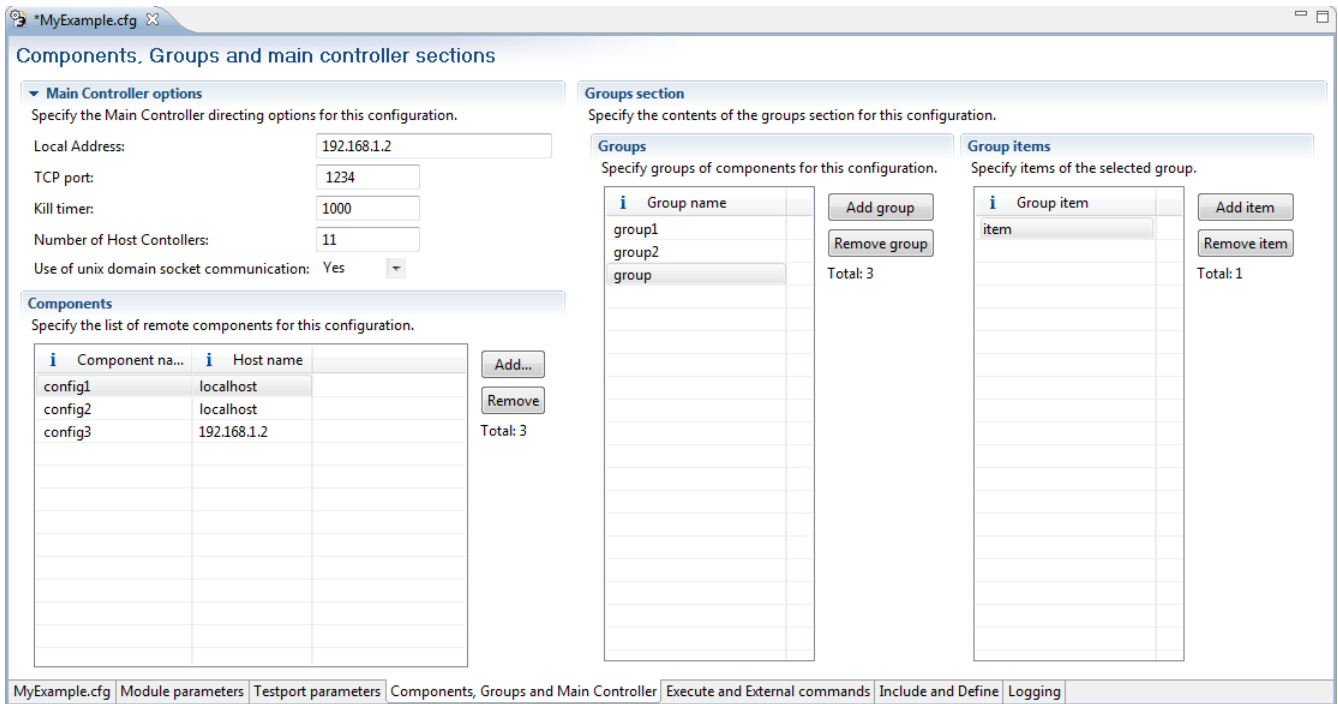 *MyExample.cfg
Components, Groups and main controller sections
Main Controller options
Specify the Main Controller directing options for this configuration.
Local Address: 192.168.1.2
TCP port: 1234
Kill timer: 1000
Number of Host Contollers: 11
Use of unix domain socket communication: Yes
Components
Specify the list of remote components for this configuration.
i Component na... i Host name
config1 localhost
config2 localhost
config3 192.168.1.2
Add...
Remove
Total: 3
Groups section
Specify the contents of the groups section for this configuration.
Groups
Specify groups of components for this configuration.
i Group name
group1
group2
group
Add group
Remove group
Total: 3
Group items
Specify items of the selected group.
i Group item
item
Add item
Remove item
Total: 1
MyExample.cfg Module parameters Testport parameters Components, Groups and Main Controller Execute and External commands Include and Define Logging